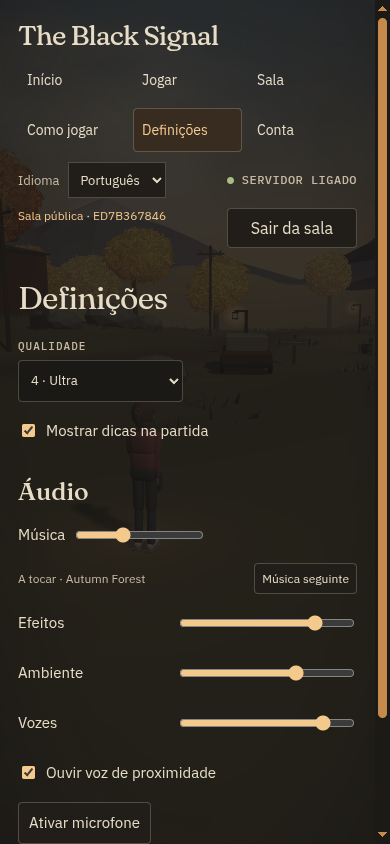 The Black Signal
Início
Jogar
Sala
Como jogar
Definições
Conta
Idioma
Português
SERVIDOR LIGADO
Sala pública · ED7B367846
Sair da sala
Definições
QUALIDADE
4 · Ultra
Mostrar dicas na partida
Áudio
Música
A tocar · Autumn Forest
Música seguinte
Efeitos
Ambiente
Vozes
Ouvir voz de proximidade
Ativar microfone